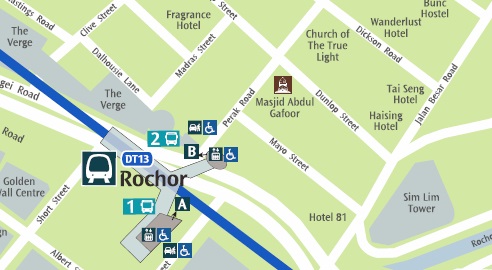 Hastings Road
Clive Street
Fragrance
Hotel
Street
Bunc
Hostel
Wanderlust
Hotel
The
Verge
Dalhousie Lane
Madras Street
Church of
The True
Light
Dickson Road
gei Road
The
Verge
Perak Road
Masjid Abdul
Gafoor
Dunlop Street
Tai Seng
Hotel
Haising
Hotel
Jalan Besar Road
Road
2
B
Mayo Street
DT13
Rochor
Golden
Wall Centre
Short Street
1
A
Hotel 81
Sim Lim
Tower
Albert S
Roche